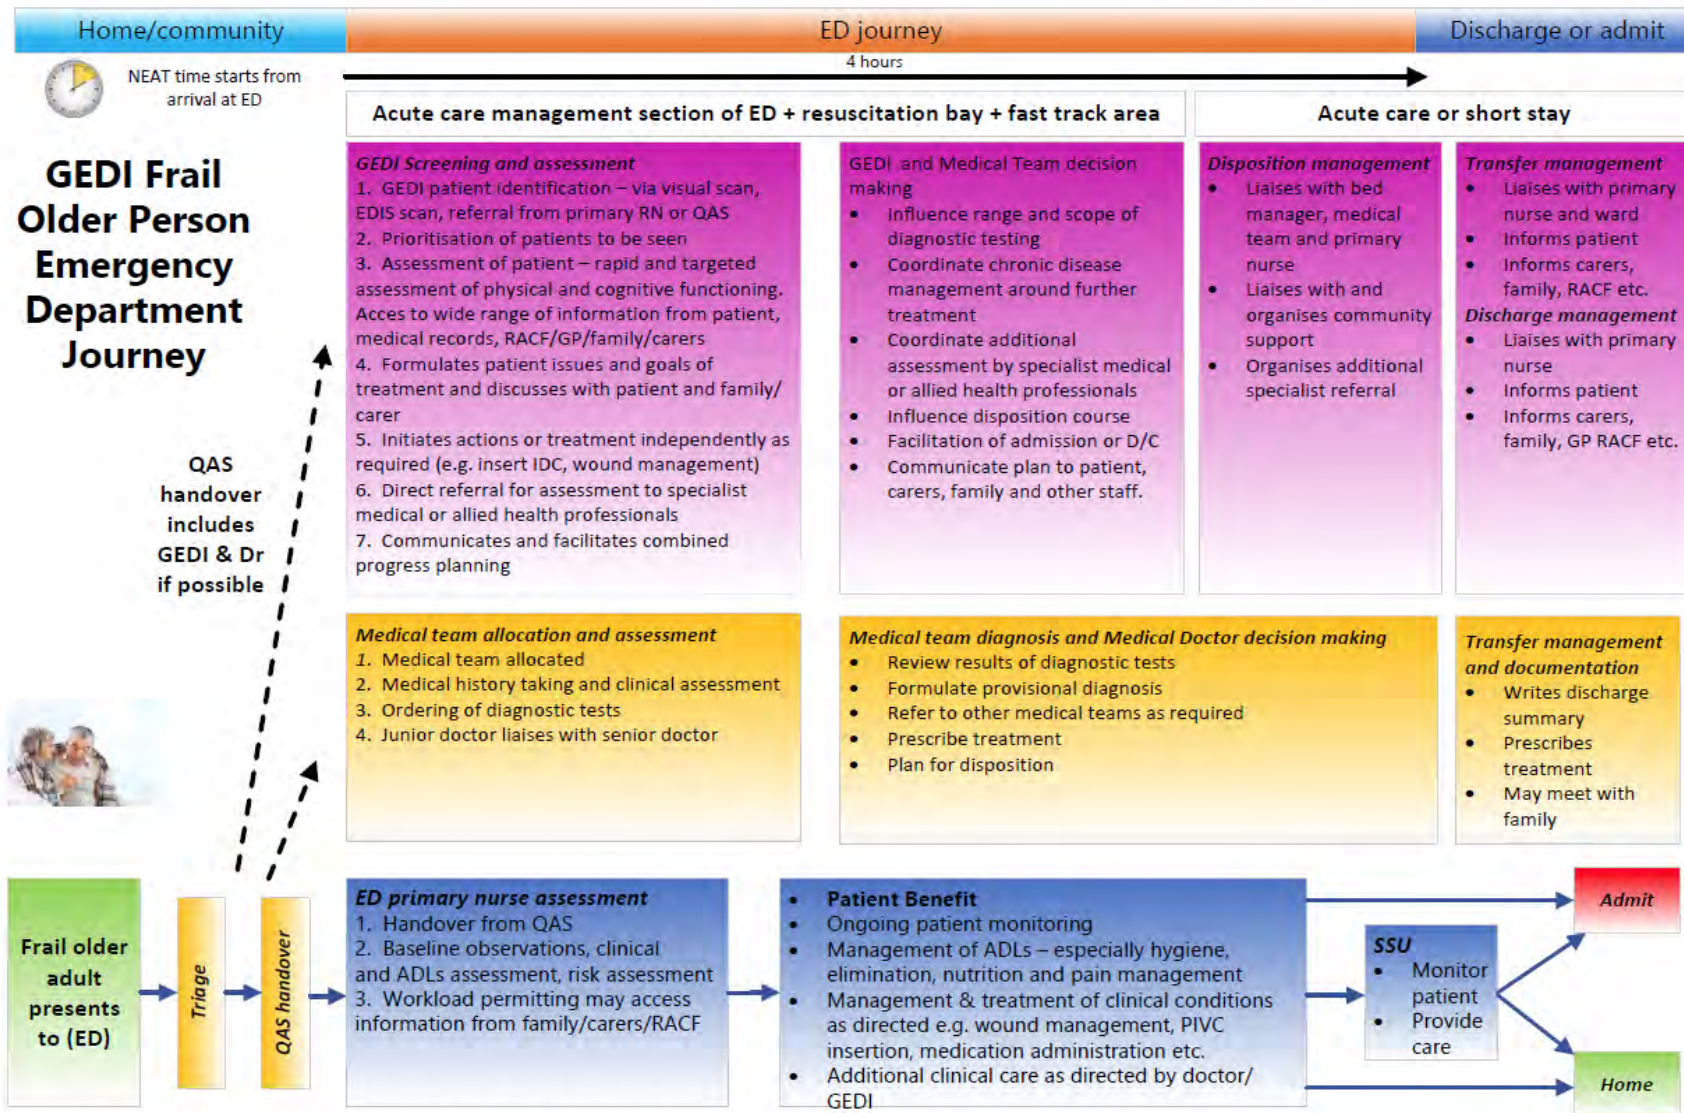 Home/community
ED journey
Discharge or admit
NEAT time starts from
arrival at ED
4 hours
Acute care management section of ED + resuscitation bay + fast track area
Acute care or short stay
GEDI Frail
Older Person
Emergency
Department
Journey
QAS
handover
includes
GEDI & Dr
if possible
GEDI Screening and assessment
1. GEDI patient identification – via visual scan,
EDIS scan, referral from primary RN or QAS
2. Prioritisation of patients to be seen
3. Assessment of patient – rapid and targeted
assessment of physical and cognitive functioning.
Acces to wide range of information from patient,
medical records, RACF/GP/family/carers
4. Formulates patient issues and goals of
treatment and discusses with patient and family/
carer
5. Initiates actions or treatment independently as
required (e.g. insert IDC, wound management)
6. Direct referral for assessment to specialist
medical or allied health professionals
7. Communicates and facilitates combined
progress planning
GEDI and Medical Team decision
making
• Influence range and scope of
diagnostic testing
• Coordinate chronic disease
management around further
treatment
• Coordinate additional
assessment by specialist medical
or allied health professionals
• Influence disposition course
• Facilitation of admission or D/C
• Communicate plan to patient,
carers, family and other staff.
Disposition management
• Liaises with bed
manager, medical
team and primary
nurse
• Liaises with and
organises community
support
• Organises additional
specialist referral
Transfer management
• Liaises with primary
nurse and ward
• Informs patient
• Informs carers,
family, RACF etc.
Discharge management
• Liaises with primary
nurse
• Informs patient
• Informs carers,
family, GP RACF etc.
Medical team allocation and assessment
1. Medical team allocated
2. Medical history taking and clinical assessment
3. Ordering of diagnostic tests
4. Junior doctor liaises with senior doctor
Medical team diagnosis and Medical Doctor decision making
• Review results of diagnostic tests
• Formulate provisional diagnosis
• Refer to other medical teams as required
• Prescribe treatment
• Plan for disposition
Transfer management
and documentation
• Writes discharge
summary
• Prescribes
treatment
• May meet with
family
Frail older
adult
presents
to (ED)
Triage
QAS handover
ED primary nurse assessment
1. Handover from QAS
2. Baseline observations, clinical
and ADLs assessment, risk assessment
3. Workload permitting may access
information from family/carers/RACF
• Patient Benefit
• Ongoing patient monitoring
• Management of ADLs – especially hygiene,
elimination, nutrition and pain management
• Management & treatment of clinical conditions
as directed e.g. wound management, PIVC
insertion, medication administration etc.
• Additional clinical care as directed by doctor/
GEDI
SSU
• Monitor
patient
• Provide
care
Admit
Home